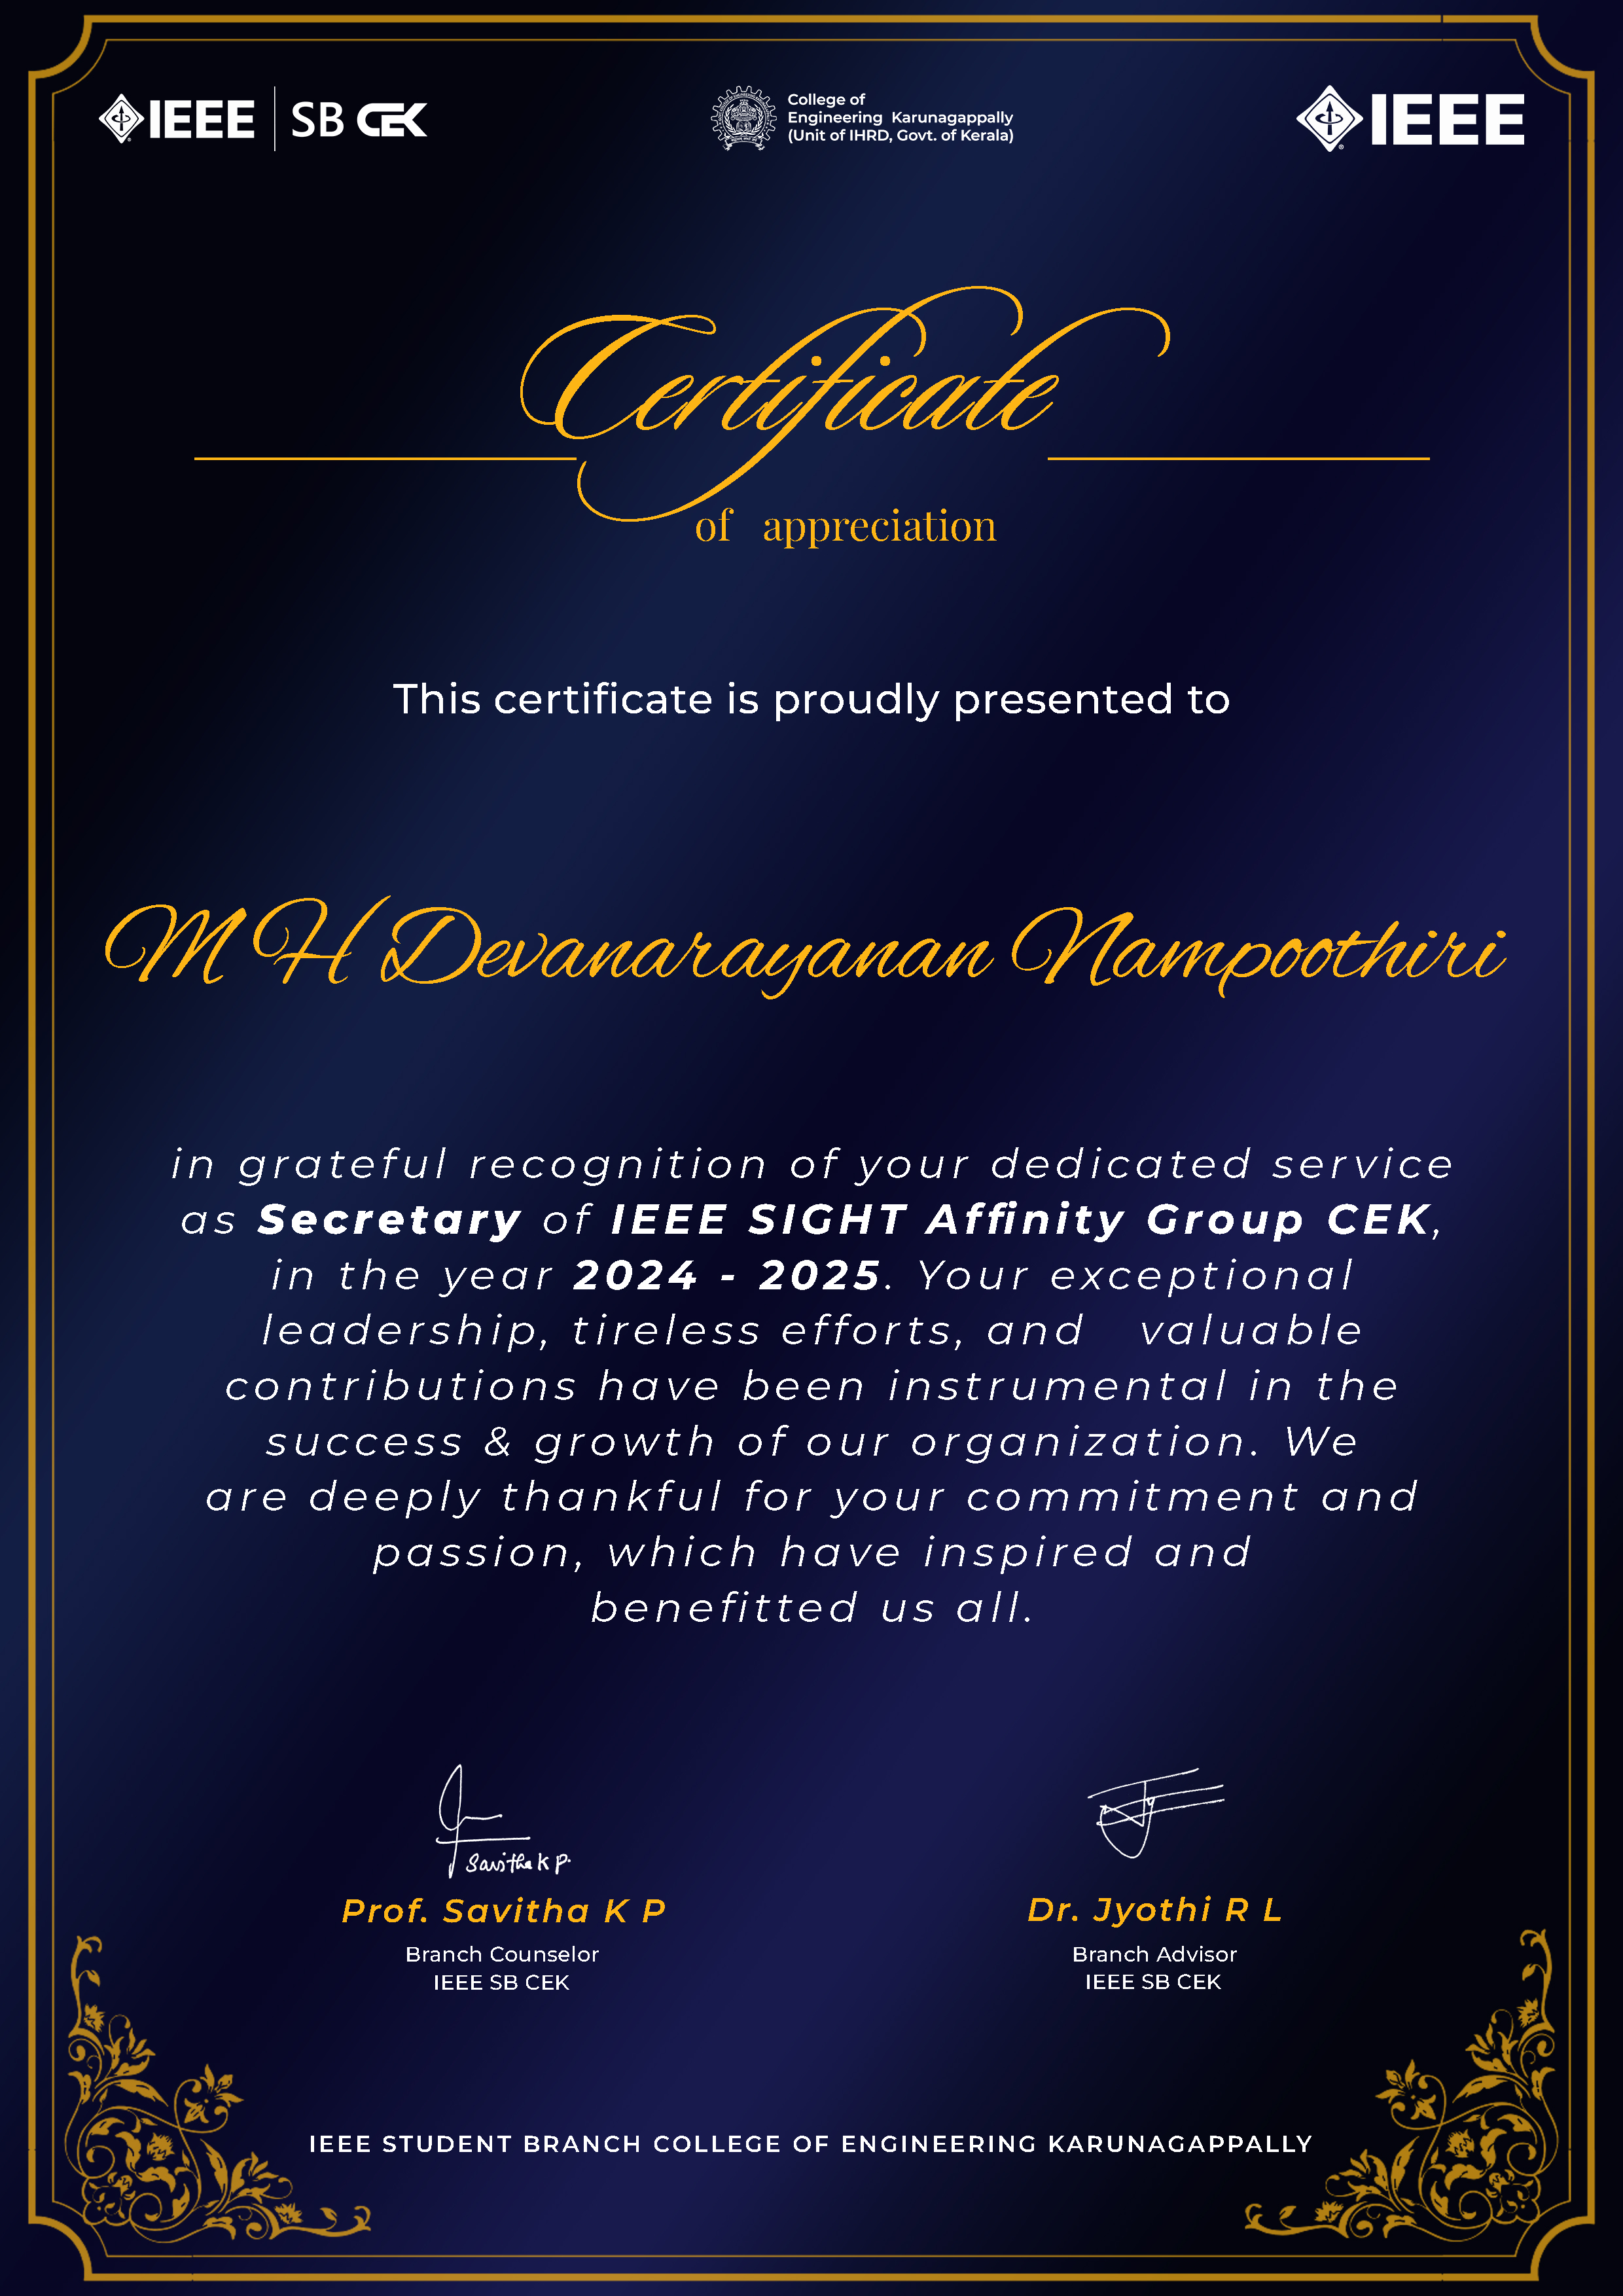 IEEE SB CEK
College of
Engineering Karunagappally
(Unit of IHRD, Govt. of Kerala)
IEEE
Certificate
of appreciation
This certificate is proudly presented to
M H Devanarayanan Nampoothiri
in grateful recognition of your dedicated service
as Secretary of IEEE SIGHT Affinity Group CEK,
in the year 2024 - 2025. Your exceptional
leadership, tireless efforts, and valuable
contributions have been instrumental in the
success & growth of our organization. We
are deeply thankful for your commitment and
passion, which have inspired and
benefitted us all.
Savitha K P.
Prof. Savitha K P
Branch Counselor
IEEE SB CEK
Dr. Jyothi R L
Branch Advisor
IEEE SB CEK
IEEE STUDENT BRANCH COLLEGE OF ENGINEERING KARUNAGAPPALLY